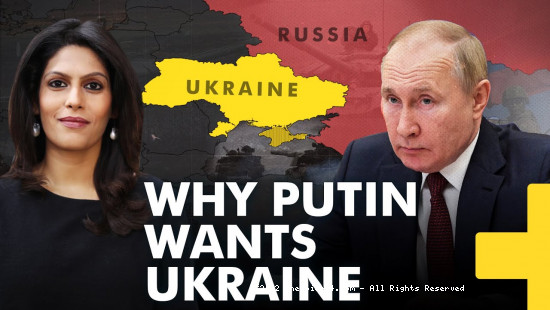 RUSSIA
UKRAINE
WHY PUTIN
WANTS
UKRAINE
- All Rights Reserved